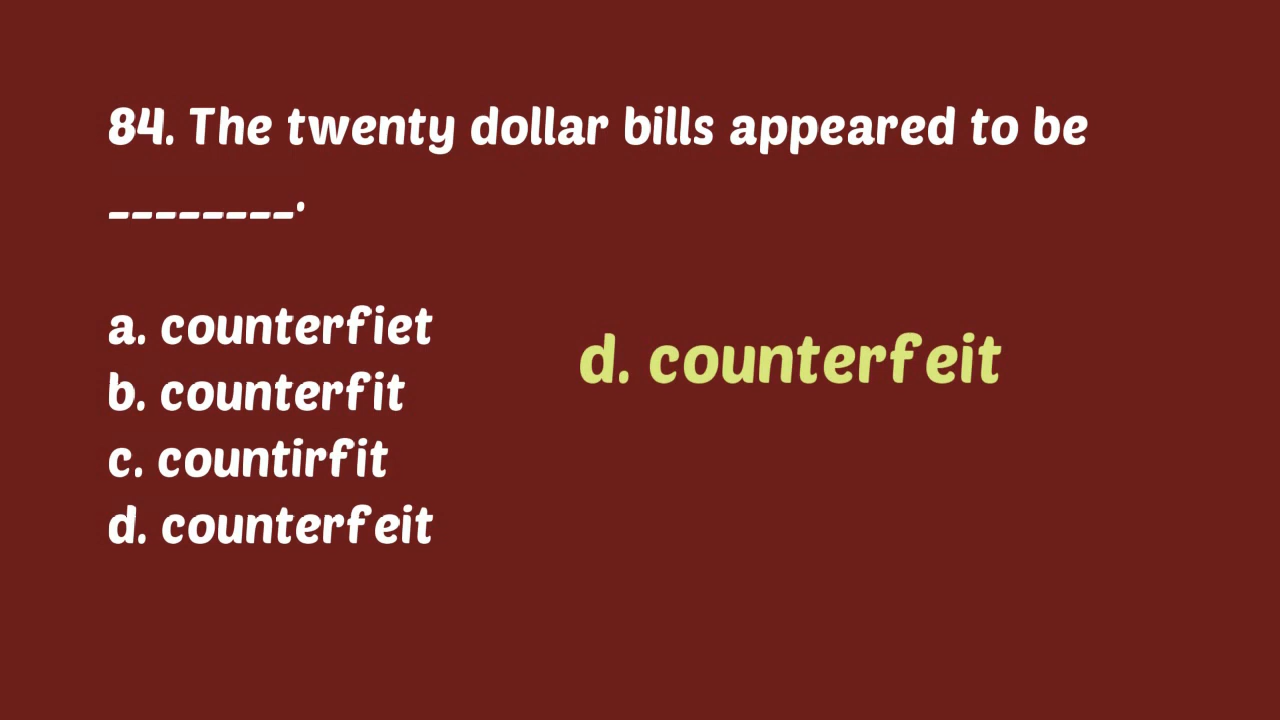 84. The twenty dollar bills appeared to be
________.
a. counterfiet
b. counterfit
c. countirfit
d. counterfeit
d. counterfeit